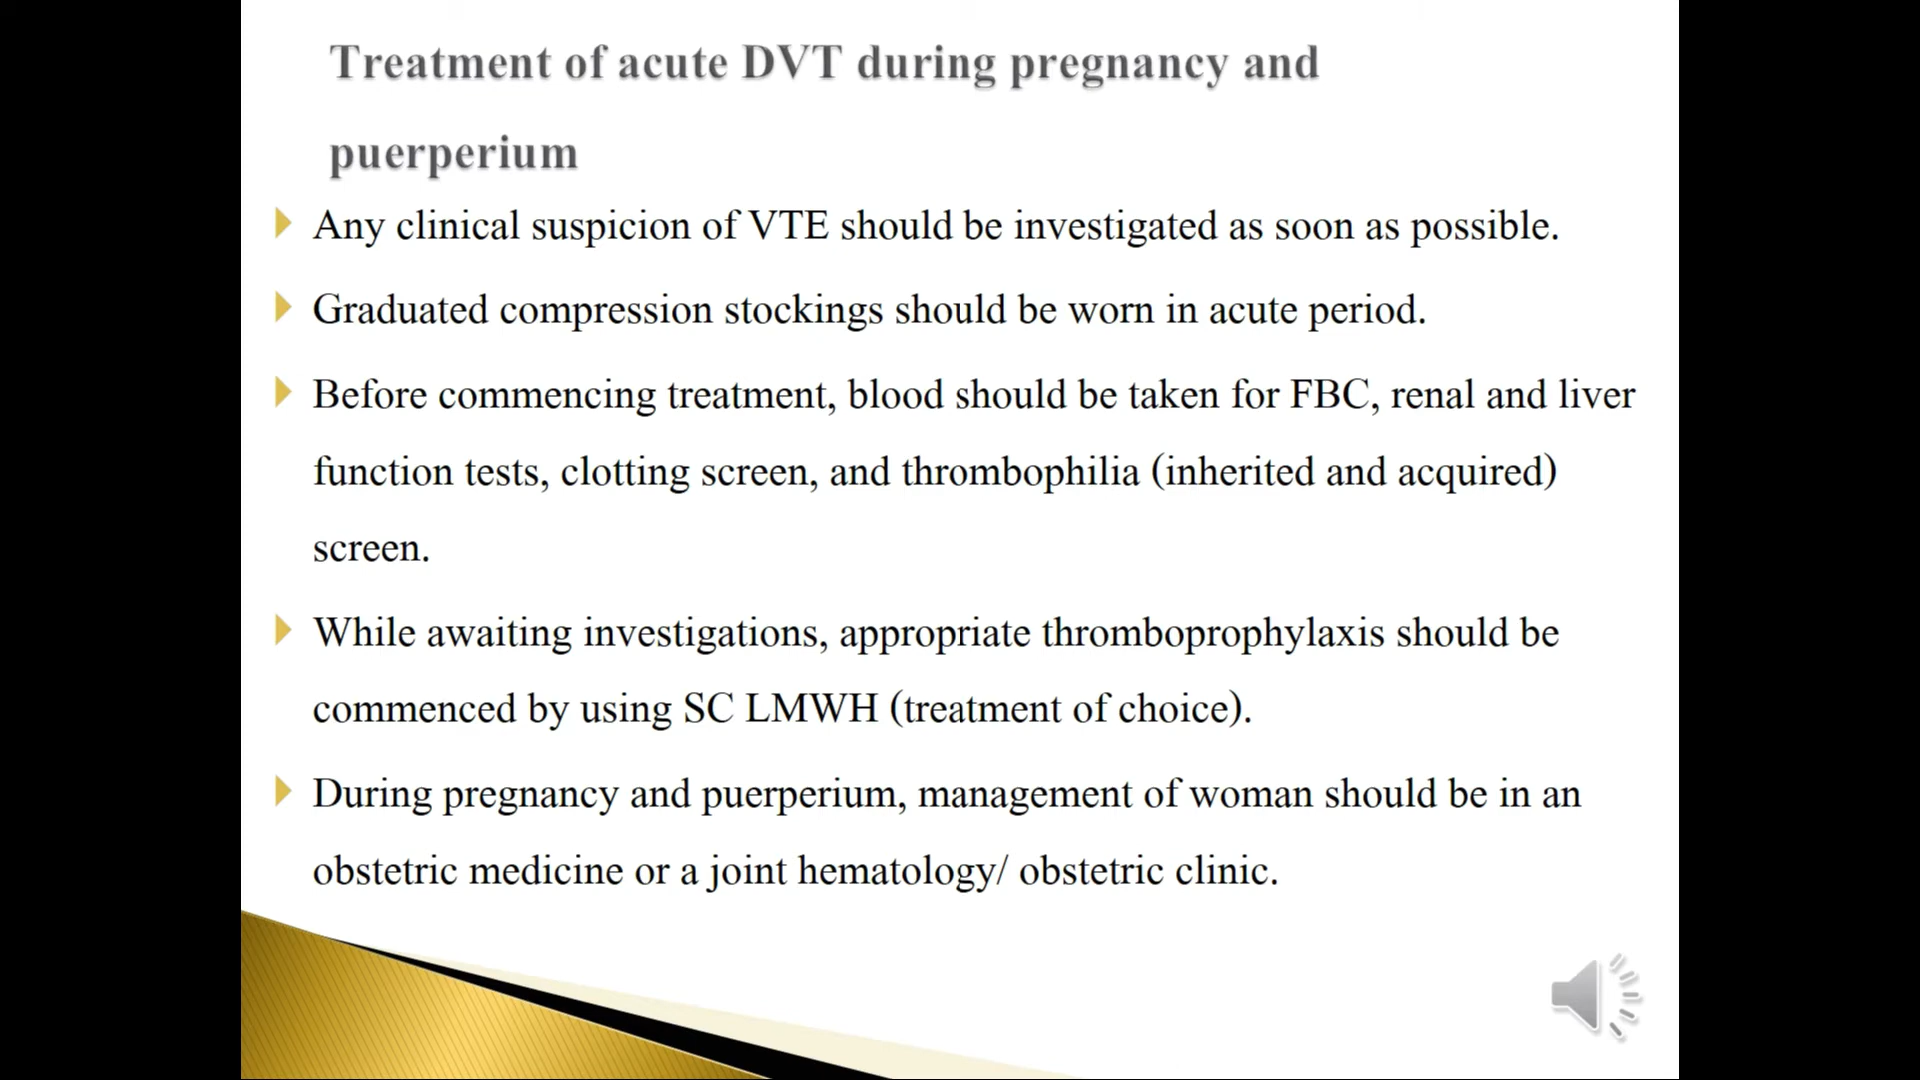 Treatment of acute DVT during pregnancy and
puerperium
Any clinical suspicion of VTE should be investigated as soon as possible.
Graduated compression stockings should be worn in acute period.
Before commencing treatment, blood should be taken for FBC, renal and liver
function tests, clotting screen, and thrombophilia (inherited and acquired)
screen.
While awaiting investigations, appropriate thromboprophylaxis should be
commenced by using SC LMWH (treatment of choice).
During pregnancy and puerperium, management of woman should be in an
obstetric medicine or a joint hematology/ obstetric clinic.